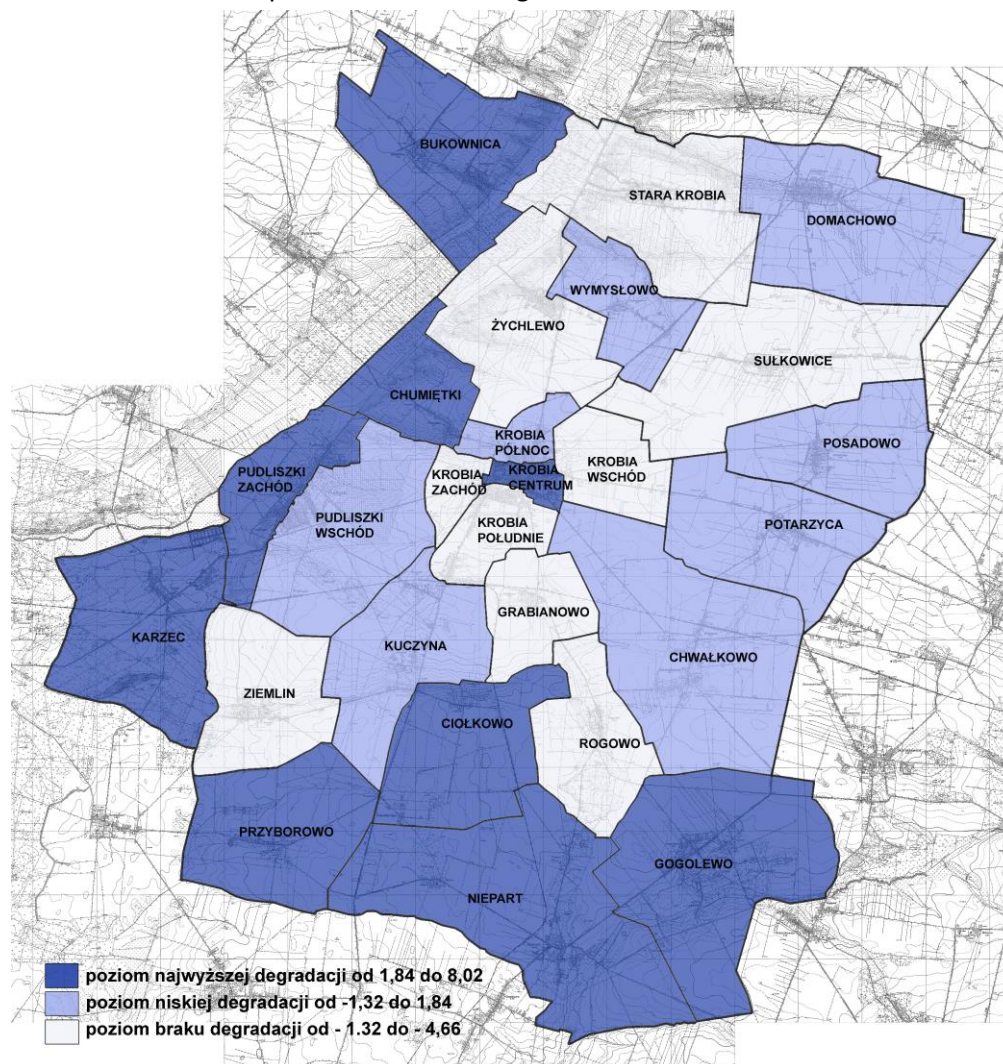 BUKOWNICA
STARA KROBIA
DOMACHOWO
WYMYSŁOWO
ŻYCHLEWO
SUŁKOWICE
CHUMIĘTKI
KROBIA
PÓŁNOC
POSADOWO
PUDLISZKI
ZACHÓD
KROBIA
ZACHÓD
KROBIA
CENTRUM
KROBIA
WSCHÓD
PUDLISZKI
WSCHÓD
KROBIA
POŁUDNIE
POTARZYCA
GRABIANOWO
KARZEC
KUCZYNA
CHWAŁKOWO
ZIEMLIN
CIOŁKOWO
ROGOWO
PRZYBOROWO
GOGOLEWO
NIEPART
poziom najwyższej degradacji od 1,84 do 8,02
poziom niskiej degradacji od -1,32 do 1,84
poziom braku degradacji od - 1.32 do - 4,66